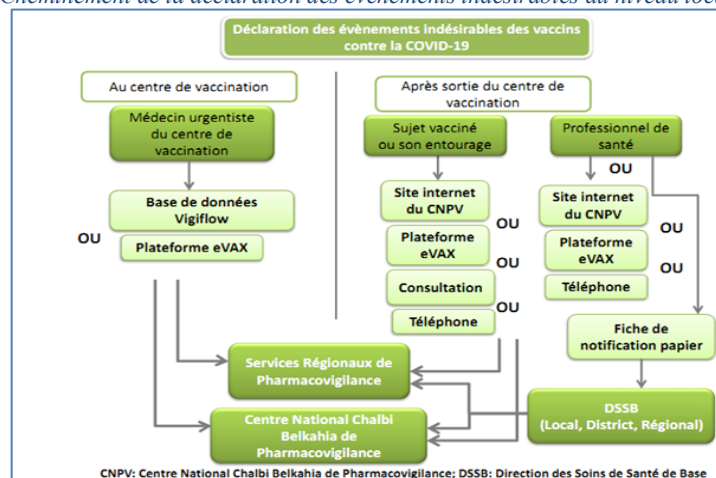 Cheminement de la déclaration des évènements indésirables au niveau loc
Déclaration des évènements indésirables des vaccins
contre la COVID-19
Au centre de vaccination
Médecin urgentiste
du centre de
vaccination
Base de données
Vigiflow
OU
Plateforme eVAX
Après sortie du centre de
vaccination
Sujet vacciné
ou son entourage
Site internet
du CNPV
OU
Plateforme
eVAX
OU
Consultation
OU
Téléphone
Professionnel de
santé
OU
Site internet
du CNPV
OU
Plateforme
eVAX
OU
Téléphone
Fiche de
notification papier
DSSB
(Local, District, Régional)
Services Régionaux de
Pharmacovigilance
Centre National Chalbi
Belkahia de
Pharmacovigilance
CNPV: Centre National Chalbi Belkahia de Pharmacovigilance; DSSB: Direction des Soins de Santé de Base